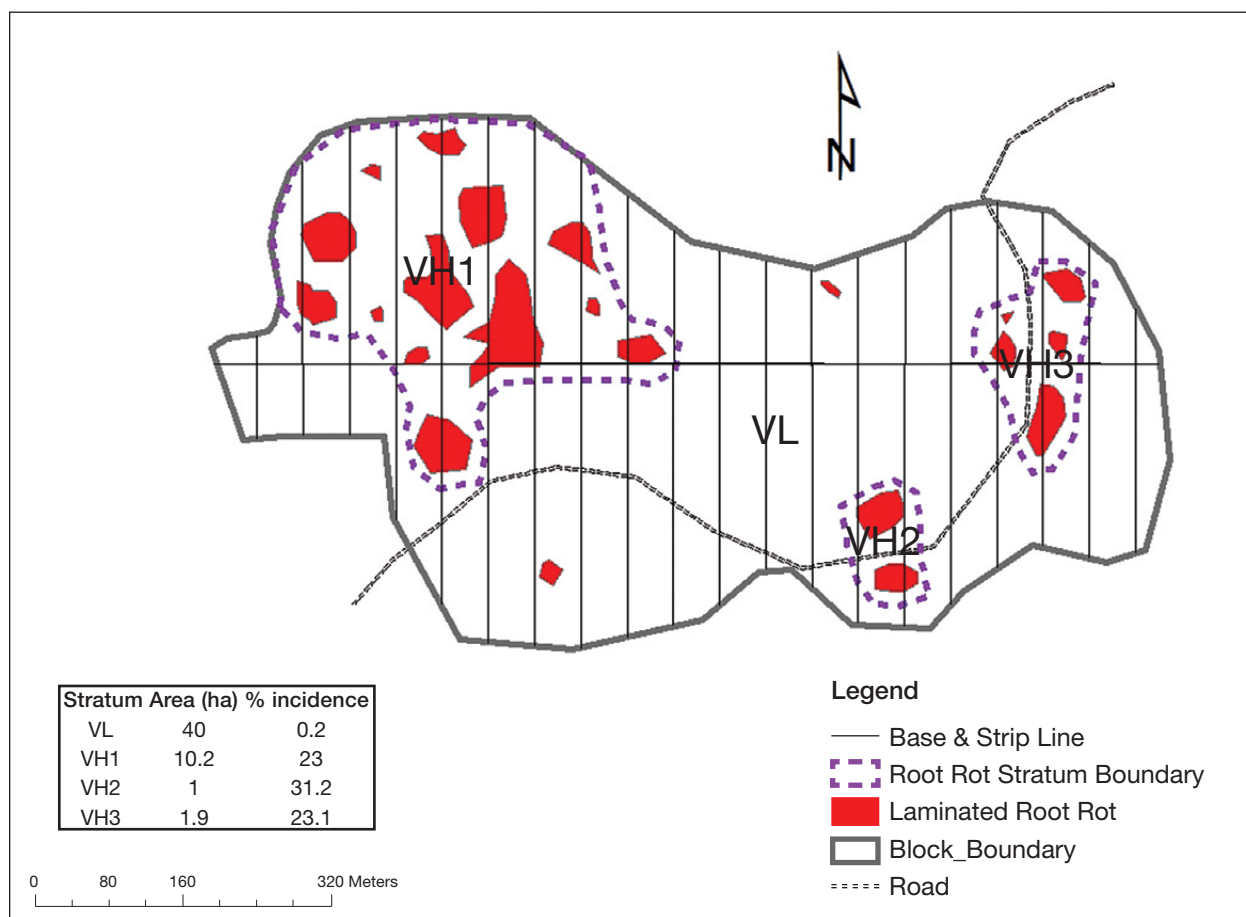 N
VH1
VH3
VL
VH2
Stratum Area (ha) % incidence
VL 40 0.2
VH1 10.2 23
VH2 1 31.2
VH3 1.9 23.1
0 80 160 320 Meters
Legend
Base & Strip Line
Root Rot Stratum Boundary
Laminated Root Rot
Block_Boundary
Road